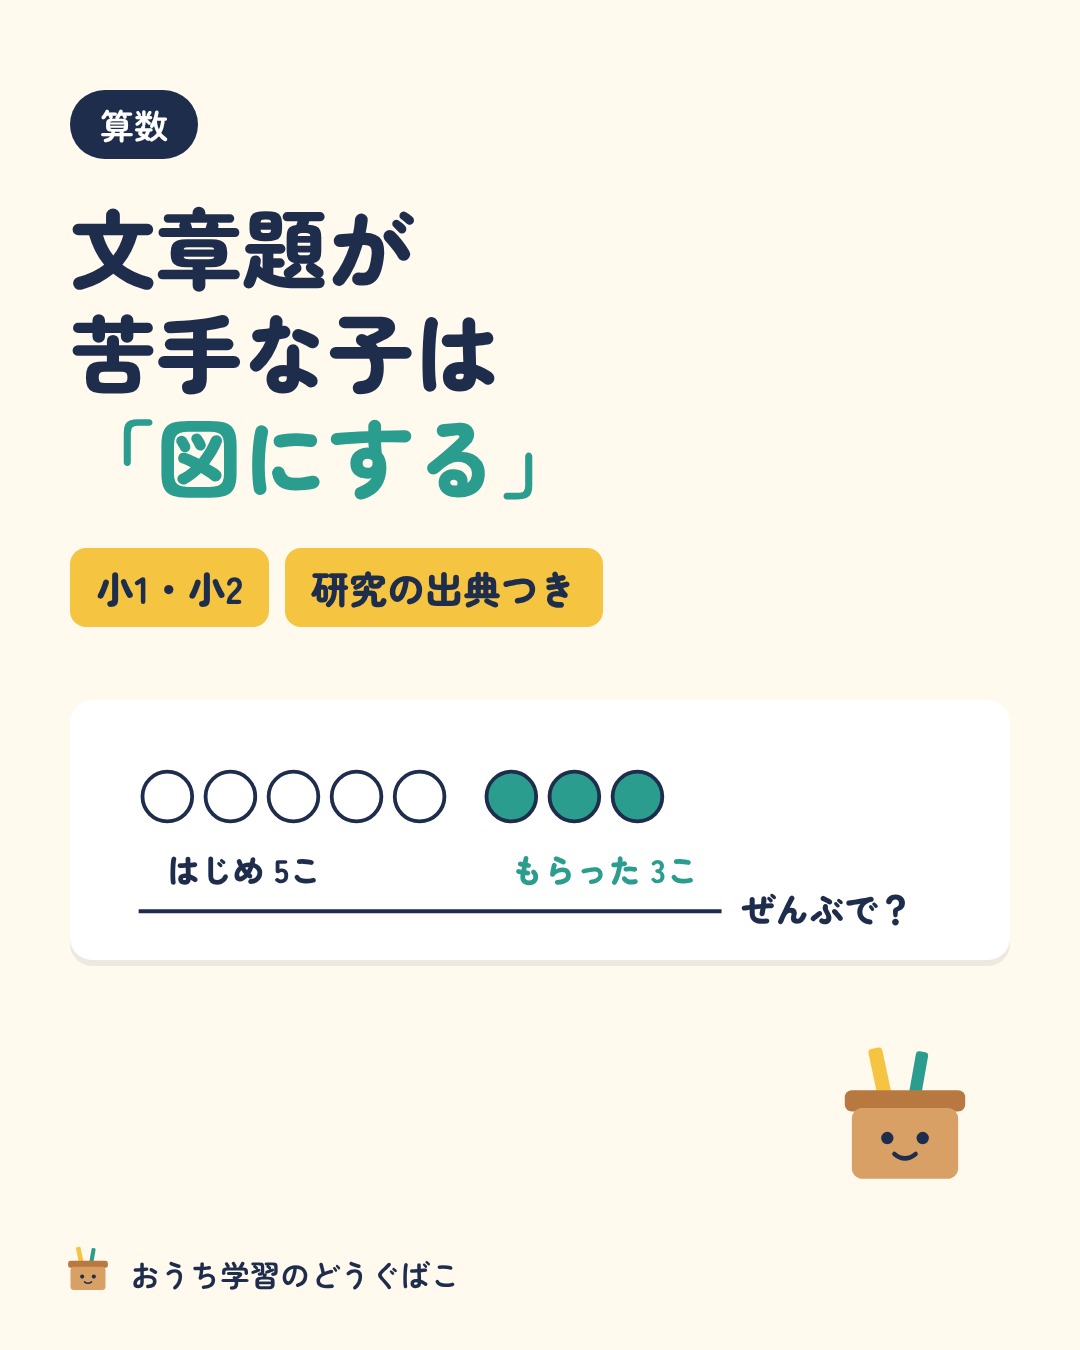 算数
文章題が
苦手な子は
「図にする」
小1・小2
研究の出典つき
はじめ 5こ
もらった 3こ
ぜんぶで？
おうち学習のどうぐばこ